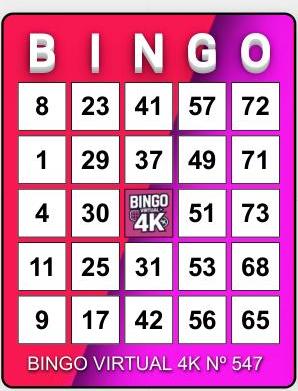 B I N G O
8 23 41 57 72
1 29 37 49 71
4 30 BINGO VIRTUAL 4K 51 73
11 25 31 53 68
9 17 42 56 65
BINGO VIRTUAL 4K Nº 547